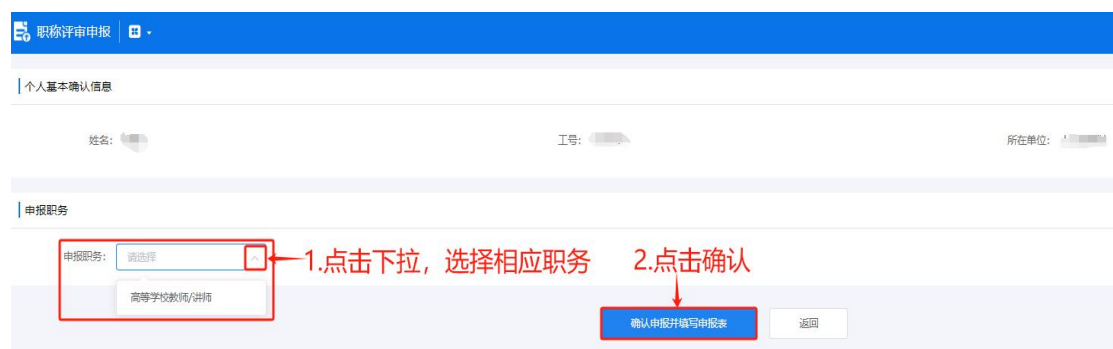 职称评审申报
个人基本确认信息
姓名: 工号: 所在单位:
申报职务
申报职务: 请选择 1.点击下拉，选择相应职务 2.点击确认
高等学校教师/讲师
确认申报并填写申报表 返回